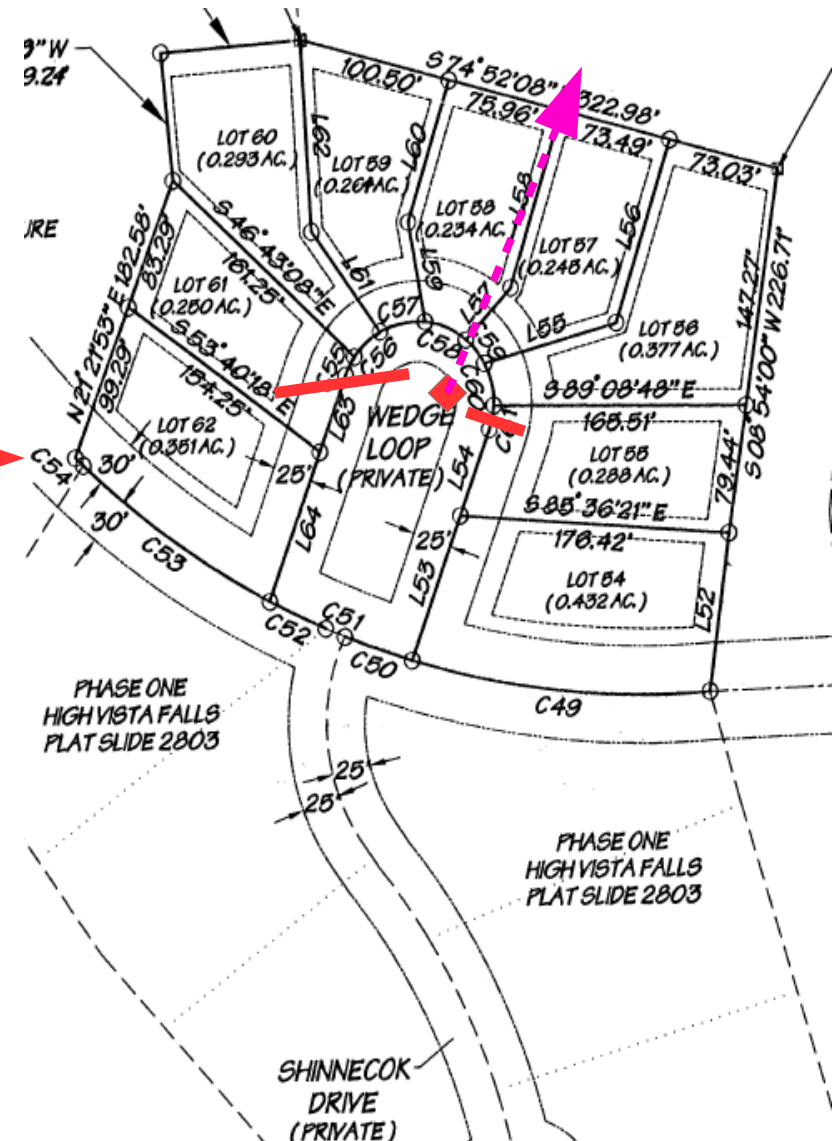 3" W
9.24'
S 74° 52'08"
322.98'
100.50'
75.96'
73.49'
73.03'
LOT 60
(0.293 AC.)
L62
LOT 59
(0.264 AC.)
L60
LOT 58
(0.234 AC.)
L58
LOT 57
(0.245 AC.)
L56
LOT 56
(0.377 AC.)
147.27'
S 08° 54'00" W 226.71'
URE
N 21° 21'53" E 182.58'
83.29'
99.29'
S 46° 43'08" E
161.25'
LOT 61
(0.250 AC.)
S 53° 40'18" E
154.25'
LOT 62
(0.351 AC.)
L61
L59
L57
L55
C55
C56
C57
C58
C59
C60
C61
S 89° 08'48" E
165.51'
LOT 55
(0.288 AC.)
79.44'
S 85° 36'21" E
176.42'
LOT 54
(0.432 AC.)
L52
WEDGE
LOOP
(PRIVATE)
L63
L64
L54
L53
25'
25'
C54
30'
30'
C53
C52
C51
C50
C49
PHASE ONE
HIGH VISTA FALLS
PLAT SLIDE 2803
25'
25'
PHASE ONE
HIGH VISTA FALLS
PLAT SLIDE 2803
SHINNECOK
DRIVE
(PRIVATE)